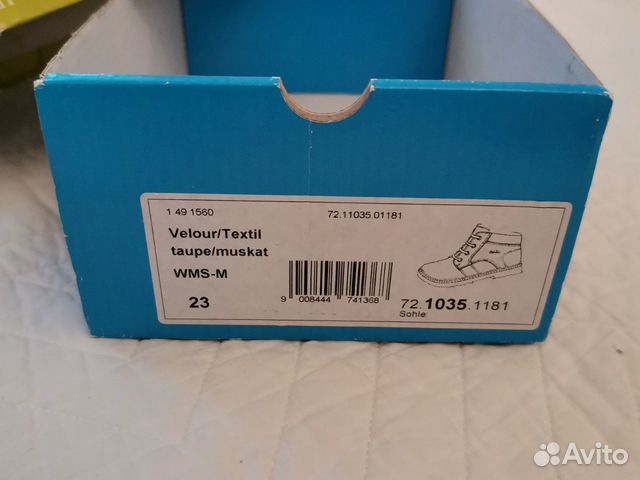 1 49 1560
72.11035.01181
Velour/Textil
taupe/muskat
WMS-M
23
9 008444 741368
72.1035.1181
Sohle:
Avito